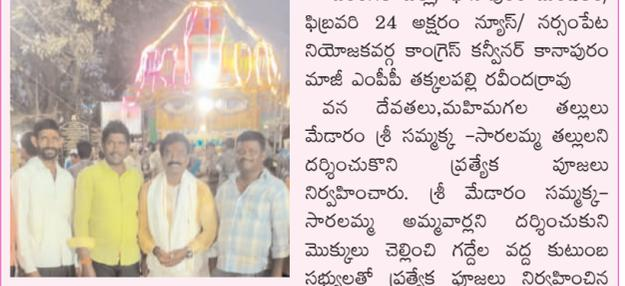 ఫిబ్రవరి 24 అక్షరం న్యూస్/ నర్సంపేట
నియోజకవర్గ కాంగ్రెస్ కన్వీనర్ కానాపురం
మాజీ ఎంపీపీ తక్కలపల్లి రవీందర్రావు
వన దేవతలు,మహిమగల తల్లులు
మేడారం శ్రీ సమ్మక్క -సారలమ్మ తల్లులని
దర్శించుకొని ప్రత్యేక పూజలు
నిర్వహించారు. శ్రీ మేడారం సమ్మక్క-
సారలమ్మ అమ్మవార్లని దర్శించుకుని
మొక్కులు చెల్లించి గద్దేల వద్ద కుటుంబ
సభ్యులతో ప్రత్యేక పూజలు నిర్వహించిన